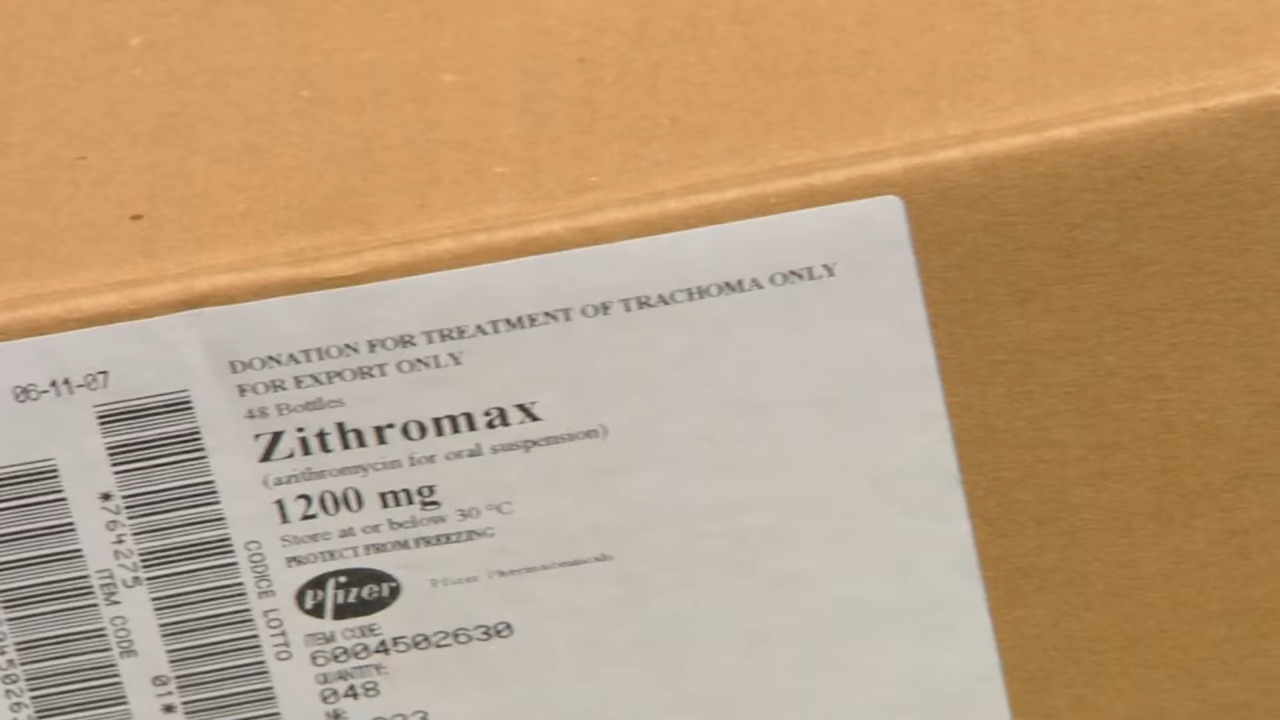 DONATION FOR TREATMENT OF TRACHOMA ONLY
FOR EXPORT ONLY
48 Bottles
Zithromax
(azithromycin for oral suspension)
1200 mg
Store at or below 30 °C
PROTECT FROM FREEZING
Pfizer
Pfizer Pharmaceuticals
ITEM CODE:
6004502630
QUANTITY:
048
06-11-07
*764275
01*
ITEM CODE
CODICE LOTTO